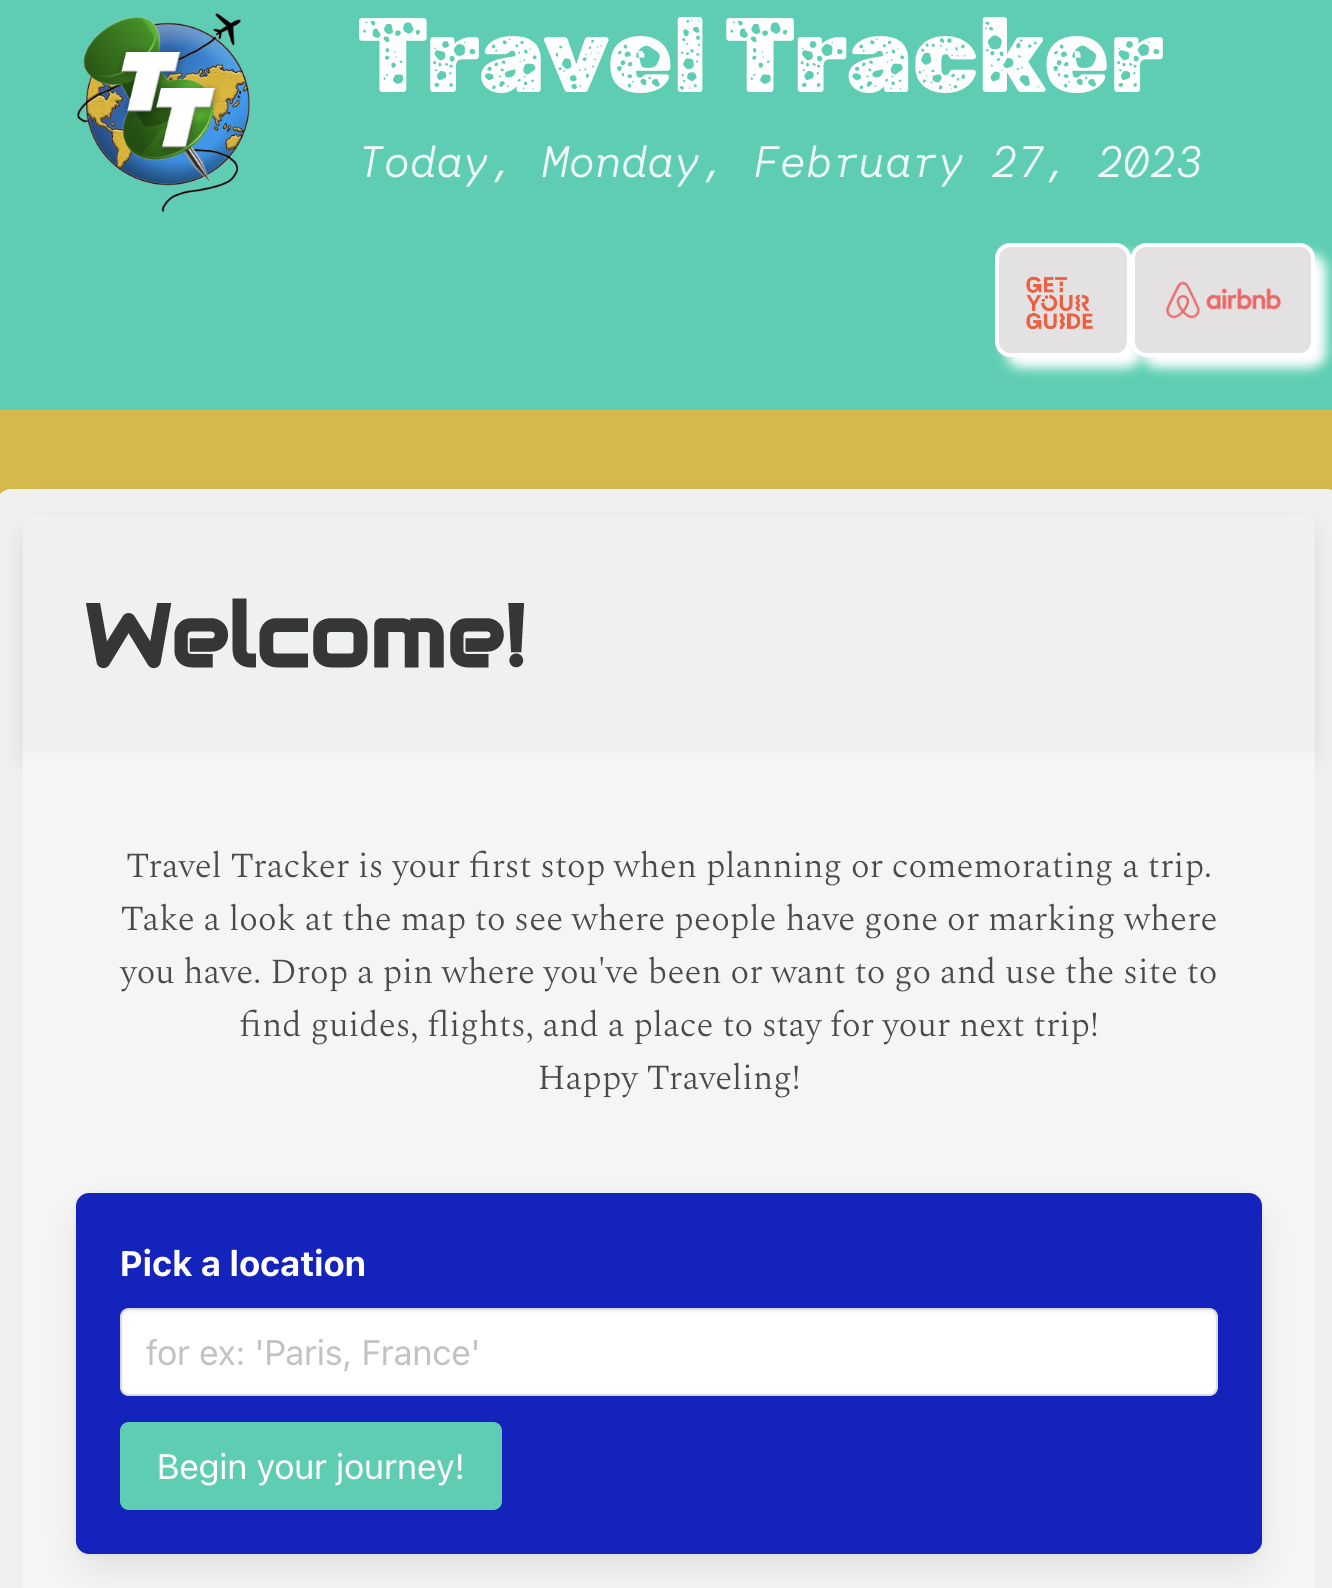 TT
Travel Tracker
Today, Monday, February 27, 2023
GET
YOUR
GUIDE
airbnb
Welcome!
Travel Tracker is your first stop when planning or comemorating a trip.
Take a look at the map to see where people have gone or marking where
you have. Drop a pin where you've been or want to go and use the site to
find guides, flights, and a place to stay for your next trip!
Happy Traveling!
Pick a location
for ex: 'Paris, France'
Begin your journey!